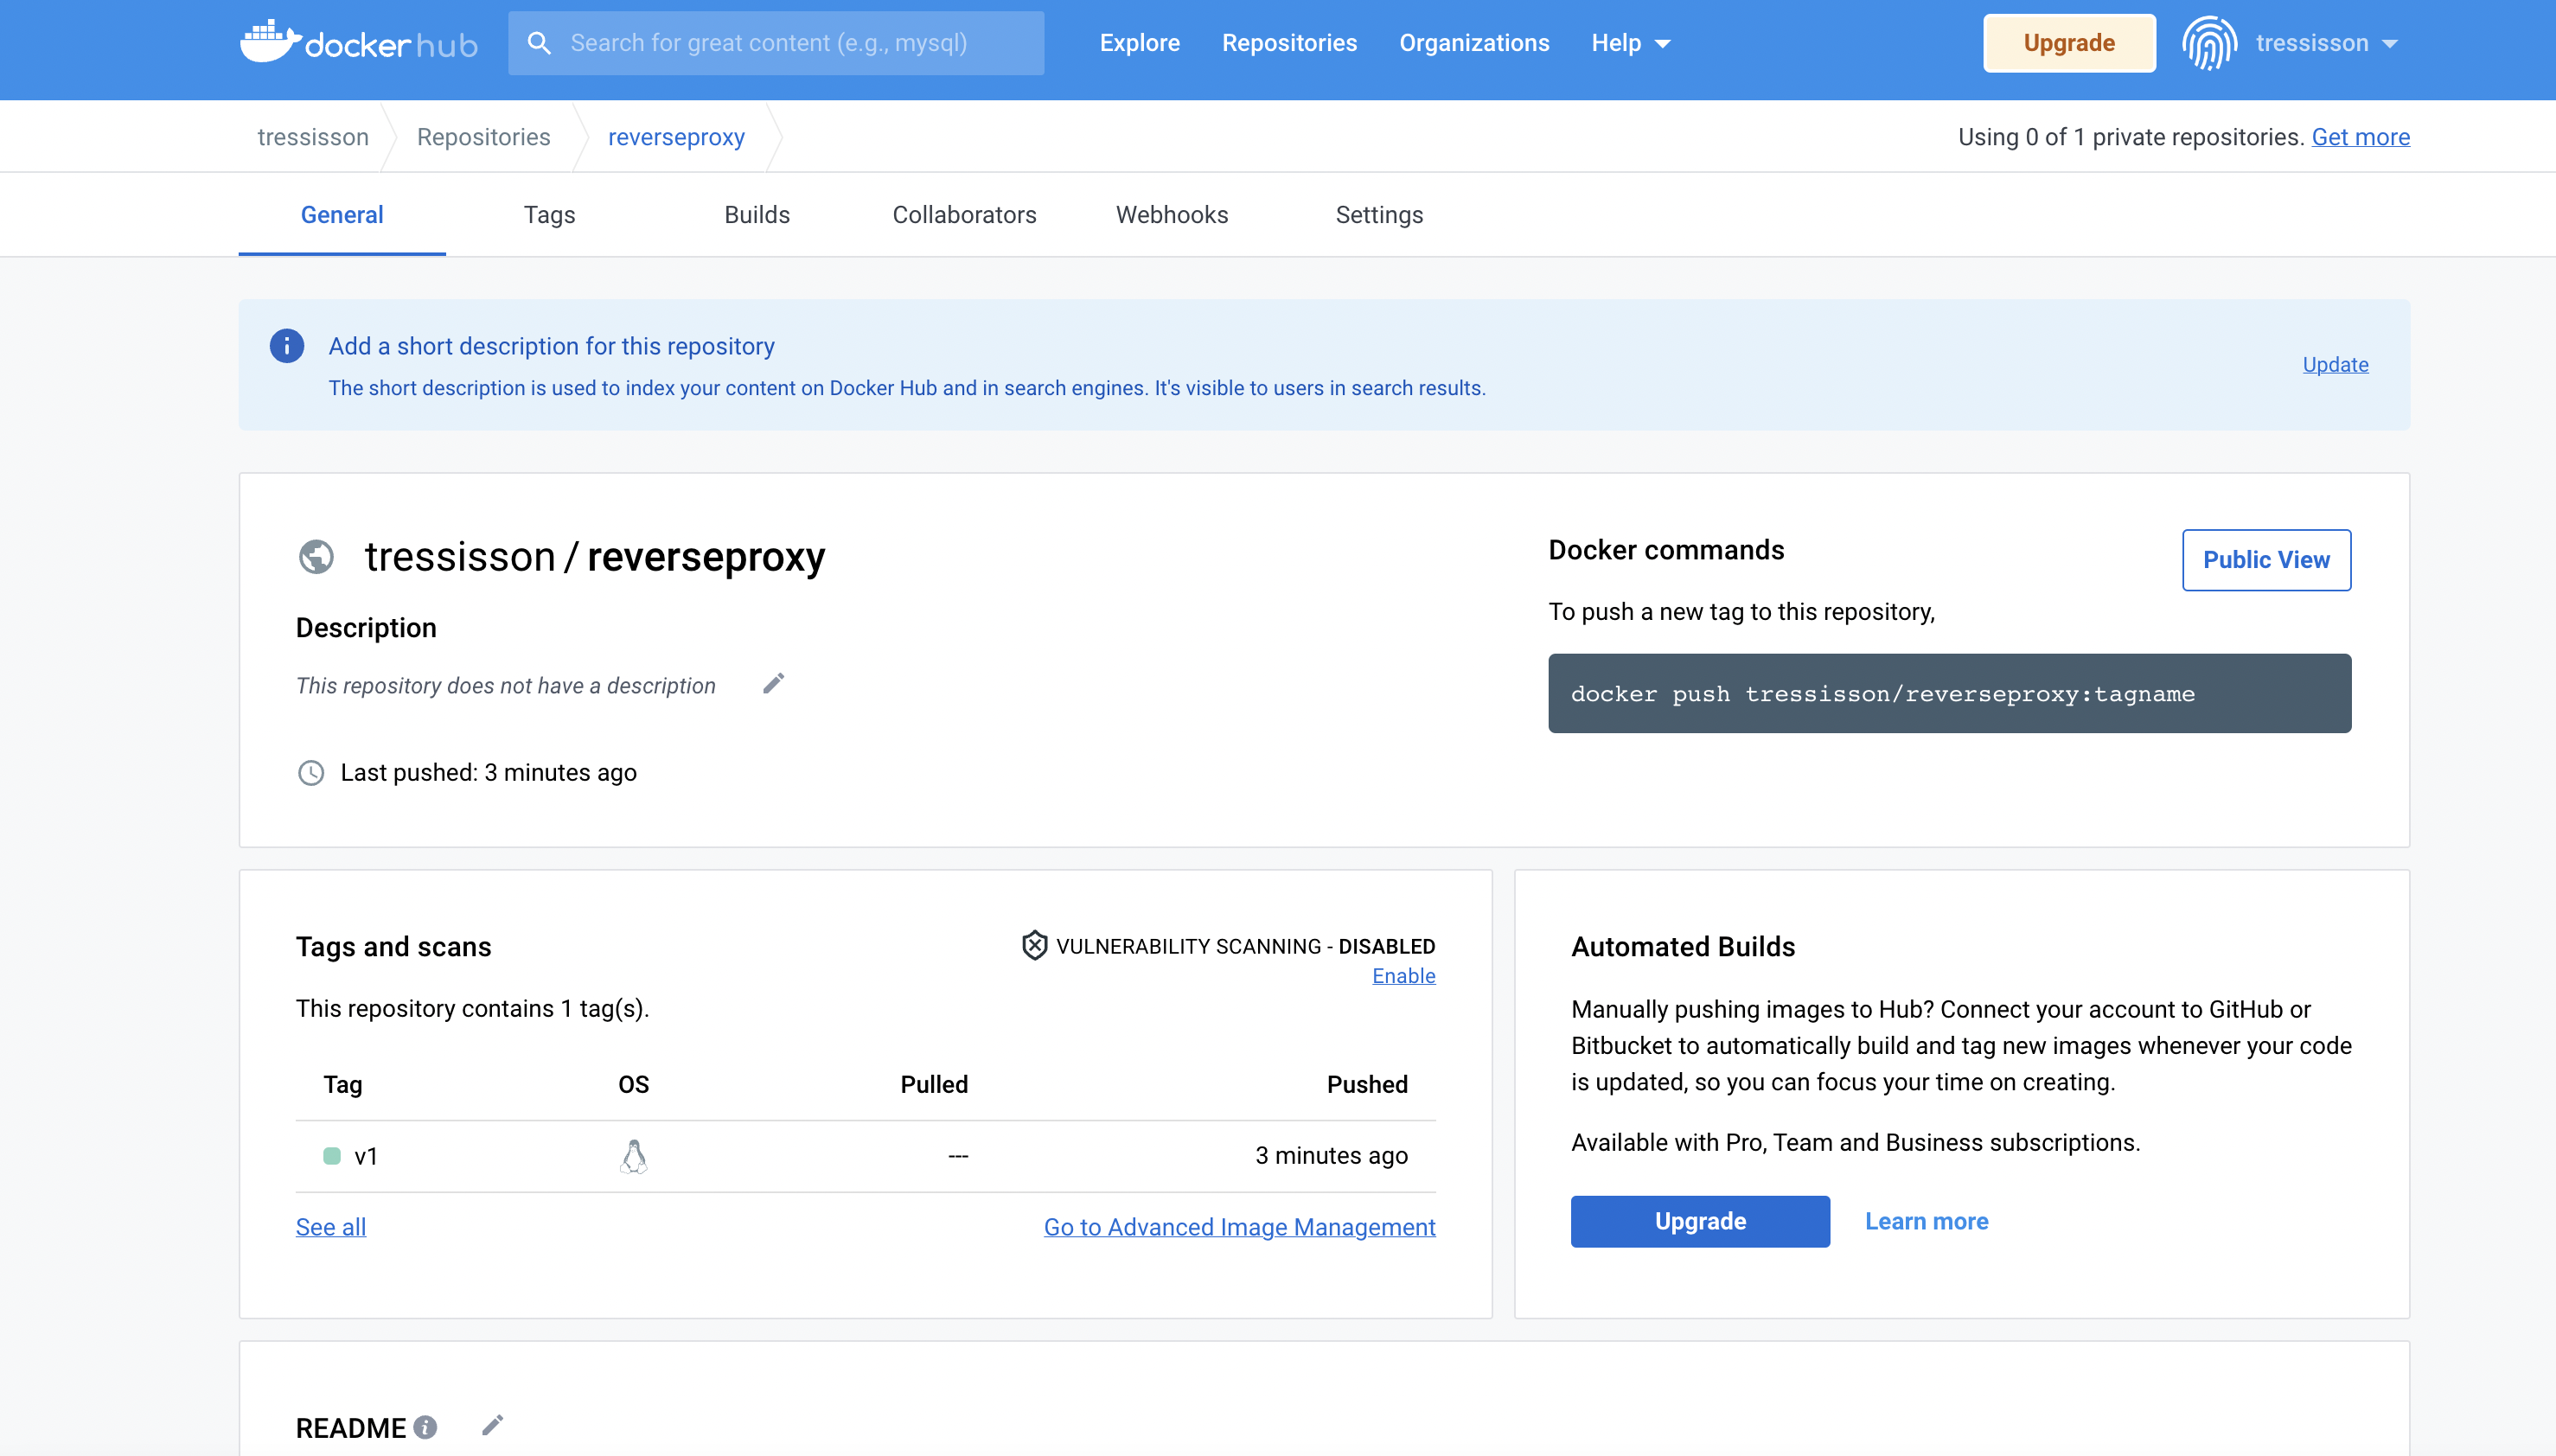 dockerhub
Search for great content (e.g., mysql)
Explore
Repositories
Organizations
Help
Upgrade
tressisson
tressisson
Repositories
reverseproxy
Using 0 of 1 private repositories. Get more
General
Tags
Builds
Collaborators
Webhooks
Settings
Add a short description for this repository
The short description is used to index your content on Docker Hub and in search engines. It's visible to users in search results.
Update
tressisson / reverseproxy
Description
This repository does not have a description
Last pushed: 3 minutes ago
Docker commands
Public View
To push a new tag to this repository,
docker push tressisson/reverseproxy:tagname
Tags and scans
VULNERABILITY SCANNING - DISABLED
Enable
This repository contains 1 tag(s).
Tag OS Pulled Pushed
v1 --- 3 minutes ago
See all
Go to Advanced Image Management
Automated Builds
Manually pushing images to Hub? Connect your account to GitHub or
Bitbucket to automatically build and tag new images whenever your code
is updated, so you can focus your time on creating.
Available with Pro, Team and Business subscriptions.
Upgrade
Learn more
README